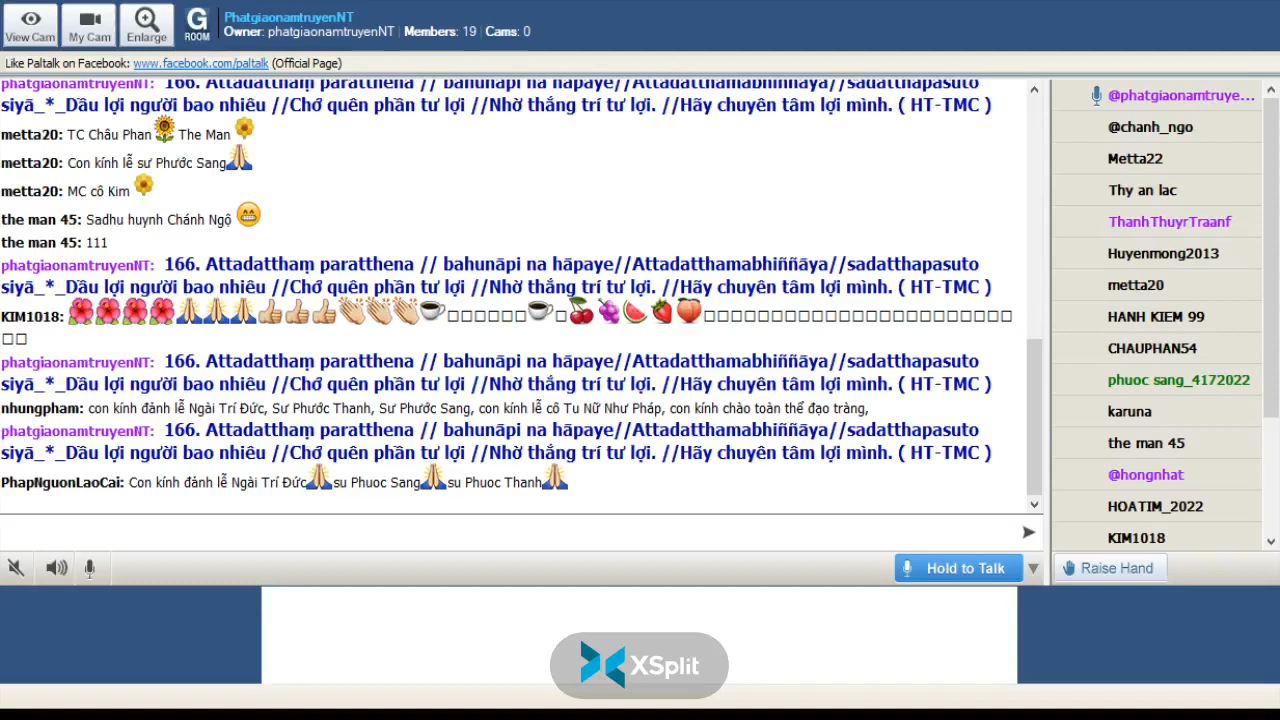 View Cam
My Cam
Enlarge
G
ROOM
PhatgiaonamtruyenNT
Owner: phatgiaonamtruyenNT | Members: 19 | Cams: 0
Like Paltalk on Facebook: www.facebook.com/paltalk (Official Page)
phatgiaonamtruyenNT: 166. Attadatthaṃ paratthena // bahunāpi na hāpaye//Attadatthamabhiññāya//sadatthapasuto
siyā_*_Dầu lợi người bao nhiêu //Chớ quên phần tư lợi //Nhờ thắng trí tư lợi. //Hãy chuyên tâm lợi mình. ( HT-TMC )
metta20: TC Châu Phan🌻 The Man 🌼
metta20: Con kính lễ sư Phước Sang🙏
metta20: MC cô Kim 🌼
the man 45: Sadhu huynh Chánh Ngộ 😁
the man 45: 111
phatgiaonamtruyenNT: 166. Attadatthaṃ paratthena // bahunāpi na hāpaye//Attadatthamabhiññāya//sadatthapasuto
siyā_*_Dầu lợi người bao nhiêu //Chớ quên phần tư lợi //Nhờ thắng trí tư lợi. //Hãy chuyên tâm lợi mình. ( HT-TMC )
KIM1018: 🌺🌺🌺🌺🙏🙏🙏👍👍👍👏👏👏☕□□□□□□☕□🍒🍇🍉🍓🍑□□□□□□□□□□□□□□□□□□□□□□□
□□
phatgiaonamtruyenNT: 166. Attadatthaṃ paratthena // bahunāpi na hāpaye//Attadatthamabhiññāya//sadatthapasuto
siyā_*_Dầu lợi người bao nhiêu //Chớ quên phần tư lợi //Nhờ thắng trí tư lợi. //Hãy chuyên tâm lợi mình. ( HT-TMC )
nhungpham: con kính đảnh lễ Ngài Trí Đức, Sư Phước Thanh, Sư Phước Sang, con kính lễ cô Tu Nữ Như Pháp, con kính chào toàn thể đạo tràng,
phatgiaonamtruyenNT: 166. Attadatthaṃ paratthena // bahunāpi na hāpaye//Attadatthamabhiññāya//sadatthapasuto
siyā_*_Dầu lợi người bao nhiêu //Chớ quên phần tư lợi //Nhờ thắng trí tư lợi. //Hãy chuyên tâm lợi mình. ( HT-TMC )
PhapNguonLaoCai: Con kính đảnh lễ Ngài Trí Đức🙏su Phuoc Sang🙏su Phuoc Thanh🙏
@phatgiaonamtruye...
@chanh_ngo
Metta22
Thy an lac
ThanhThuyrTraanf
Huyenmong2013
metta20
HANH KIEM 99
CHAUPHAN54
phuoc sang_4172022
karuna
the man 45
@hongnhat
HOATIM_2022
KIM1018
Hold to Talk
Raise Hand
XSplit